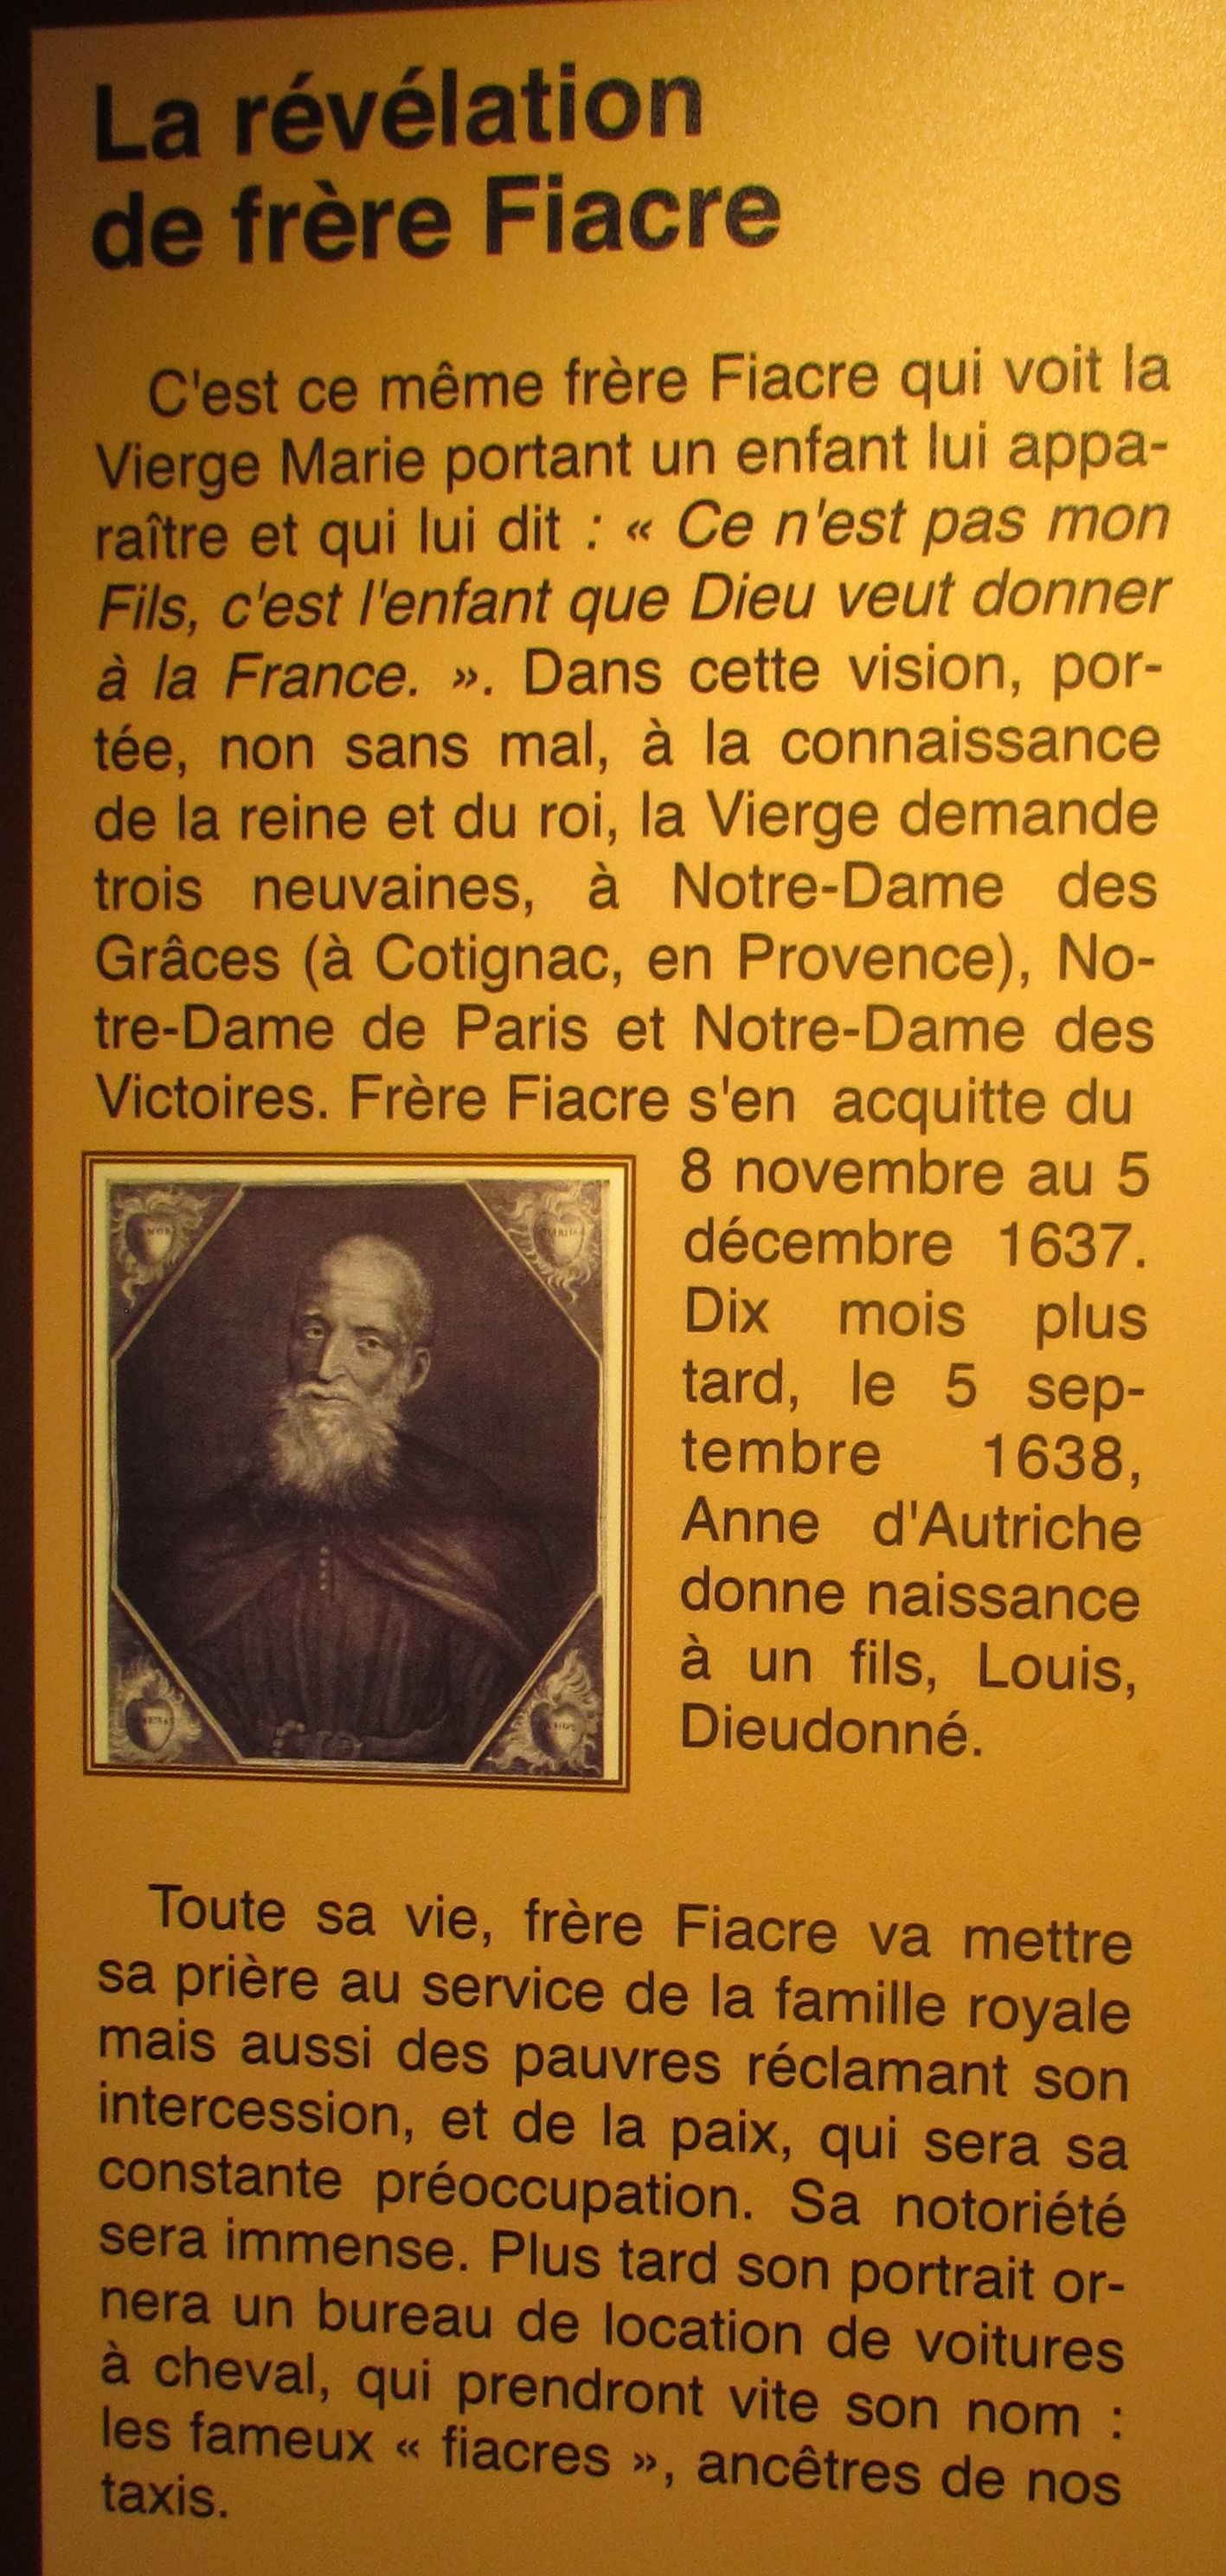 La révélation
de frère Fiacre
C'est ce même frère Fiacre qui voit la
Vierge Marie portant un enfant lui appa-
raître et qui lui dit : « Ce n'est pas mon
Fils, c'est l'enfant que Dieu veut donner
à la France. ». Dans cette vision, por-
tée, non sans mal, à la connaissance
de la reine et du roi, la Vierge demande
trois neuvaines, à Notre-Dame des
Grâces (à Cotignac, en Provence), No-
tre-Dame de Paris et Notre-Dame des
Victoires. Frère Fiacre s'en acquitte du
8 novembre au 5
décembre 1637.
Dix mois plus
tard, le 5 sep-
tembre 1638,
Anne d'Autriche
donne naissance
à un fils, Louis,
Dieudonné.
Toute sa vie, frère Fiacre va mettre
sa prière au service de la famille royale
mais aussi des pauvres réclamant son
intercession, et de la paix, qui sera sa
constante préoccupation. Sa notoriété
sera immense. Plus tard son portrait or-
nera un bureau de location de voitures
à cheval, qui prendront vite son nom :
les fameux « fiacres », ancêtres de nos
taxis.